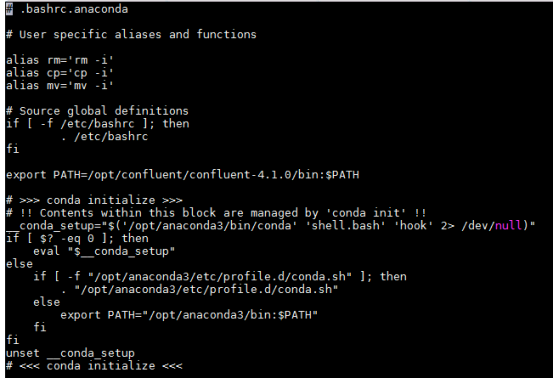 # .bashrc.anaconda
# User specific aliases and functions
alias rm='rm -i'
alias cp='cp -i'
alias mv='mv -i'
# Source global definitions
if [ -f /etc/bashrc ]; then
        . /etc/bashrc
fi
export PATH=/opt/confluent/confluent-4.1.0/bin:$PATH
# >>> conda initialize >>>
# !! Contents within this block are managed by 'conda init' !!
__conda_setup="$('/opt/anaconda3/bin/conda' 'shell.bash' 'hook' 2> /dev/null)"
if [ $? -eq 0 ]; then
    eval "$__conda_setup"
else
    if [ -f "/opt/anaconda3/etc/profile.d/conda.sh" ]; then
        . "/opt/anaconda3/etc/profile.d/conda.sh"
    else
        export PATH="/opt/anaconda3/bin:$PATH"
    fi
fi
unset __conda_setup
# <<< conda initialize <<<